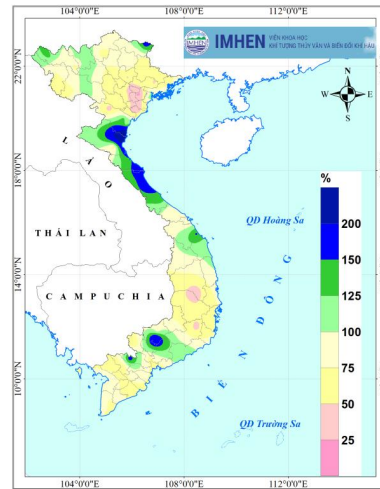 104°0'0"E 108°0'0"E 112°0'0"E
IMHEN
VIỆN KHOA HỌC
KHÍ TƯỢNG THỦY VĂN VÀ BIẾN ĐỔI KHÍ HẬU
22°0'0"N
N
W E
S
LÀO
18°0'0"N
%
QĐ Hoàng Sa
THÁI LAN
200
150
14°0'0"N
125
CAMPUCHIA
100
BIỂN ĐÔNG
75
50
10°0'0"N
QĐ Trường Sa
25
104°0'0"E 108°0'0"E 112°0'0"E